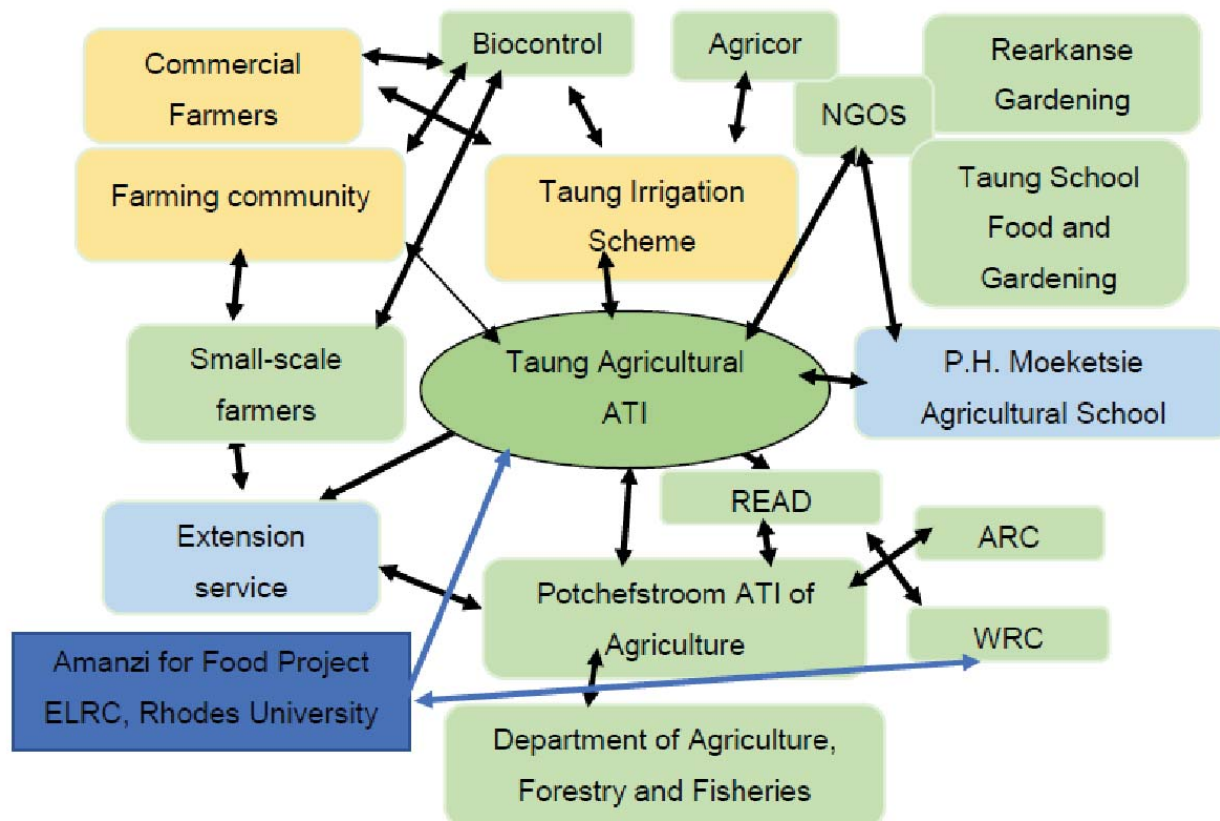 Biocontrol
Agricor
Commercial
Farmers
Rearkanse
Gardening
NGOS
Farming community
Taung Irrigation
Scheme
Taung School
Food and
Gardening
Small-scale
farmers
Taung Agricultural
ATI
P.H. Moeketsie
Agricultural School
READ
ARC
Extension
service
Potchefstroom ATI of
Agriculture
WRC
Amanzi for Food Project
ELRC, Rhodes University
Department of Agriculture,
Forestry and Fisheries